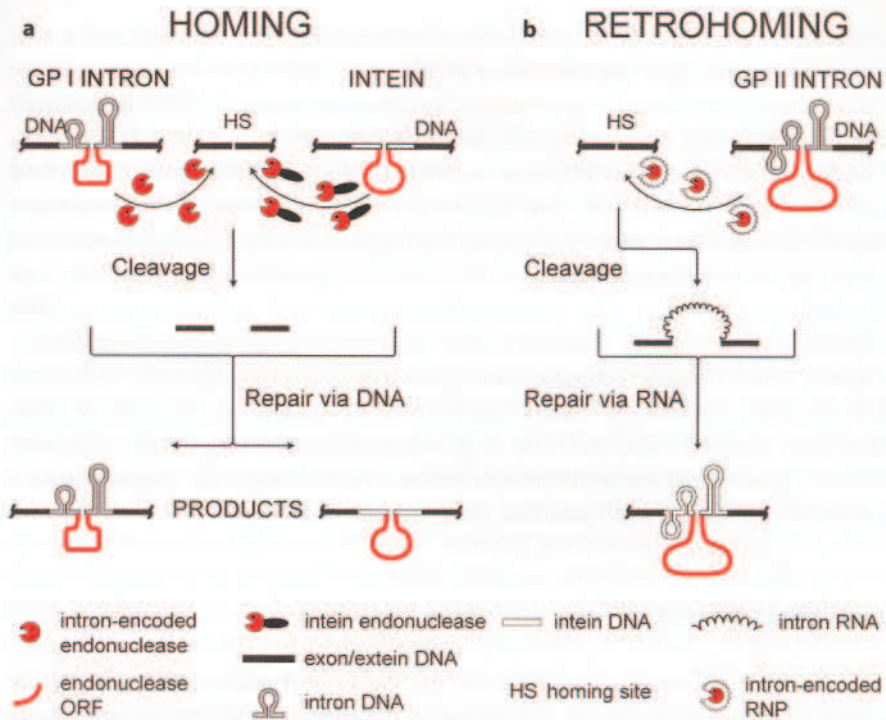 a HOMING
b RETROHOMING
GP I INTRON
INTEIN
GP II INTRON
DNA
HS
DNA
HS
DNA
Cleavage
Cleavage
Repair via DNA
Repair via RNA
PRODUCTS
intron-encoded
endonuclease
endonuclease
ORF
intein endonuclease
exon/extein DNA
intron DNA
intein DNA
HS homing site
intron RNA
intron-encoded
RNP